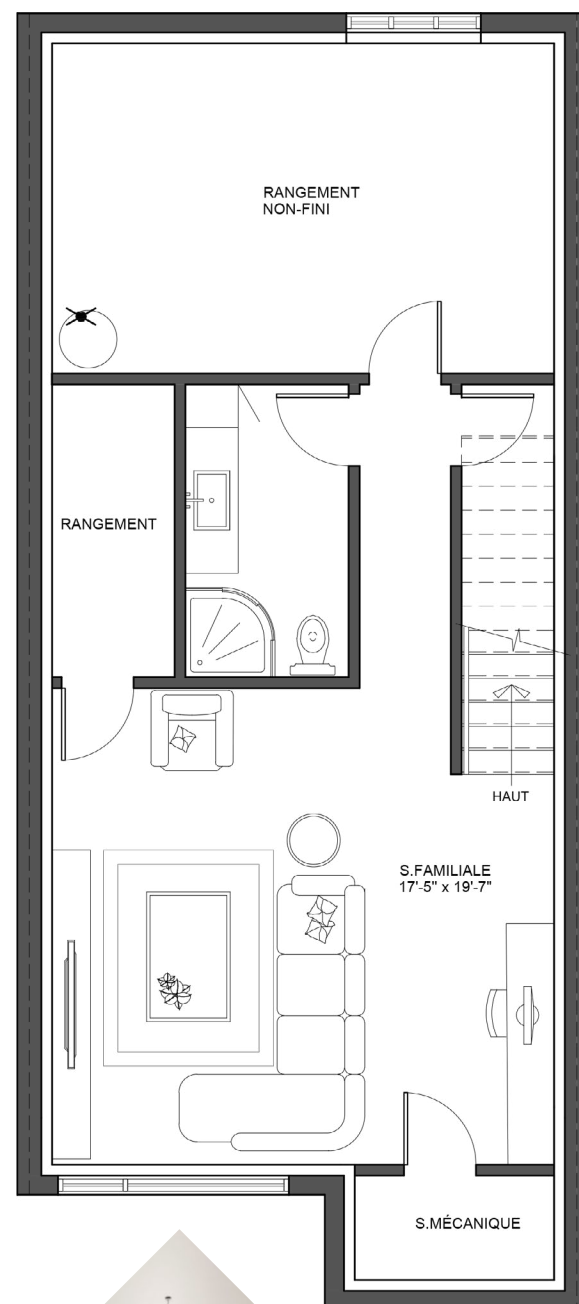 RANGEMENT
NON-FINI
RANGEMENT
HAUT
S.FAMILIALE
17'-5" x 19'-7"
S.MÉCANIQUE